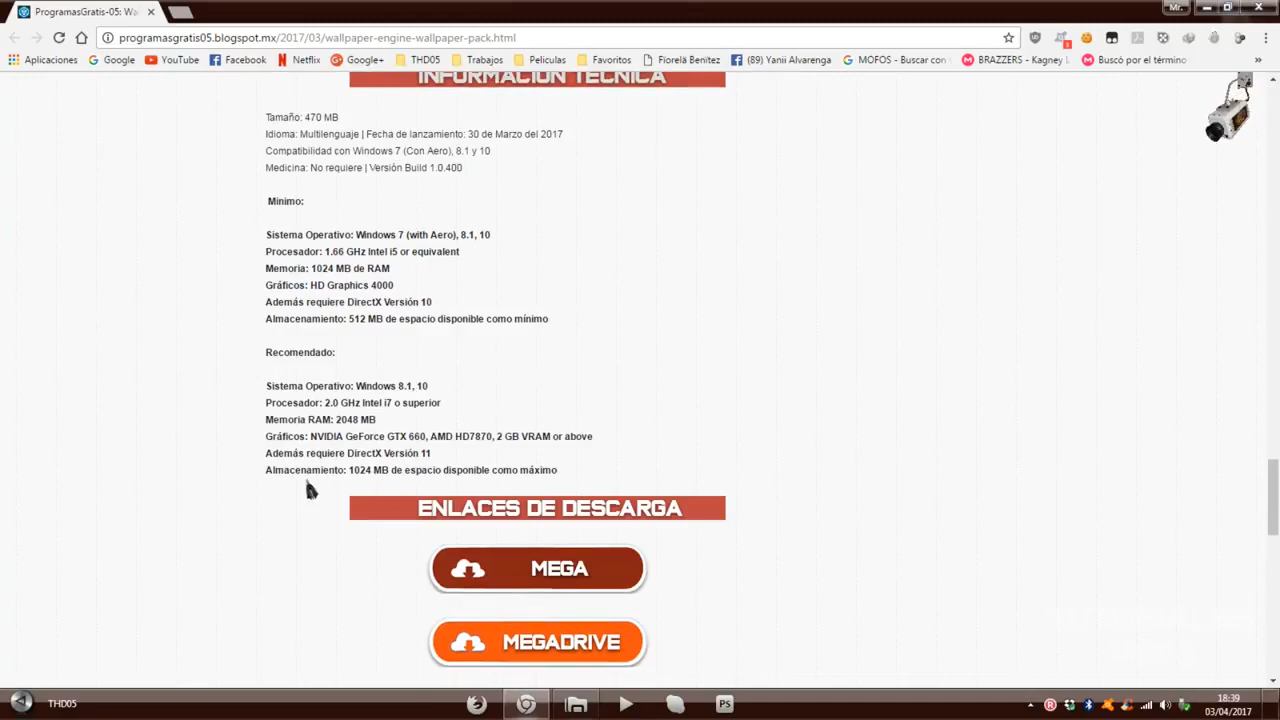 ProgramasGratis-05: Wa
Mr.
programasgratis05.blogspot.mx/2017/03/wallpaper-engine-wallpaper-pack.html
Aplicaciones
Google
YouTube
Facebook
Netflix
Google+
THD05
Trabajos
Peliculas
Favoritos
Fiorelā Benítez
(89) Yanii Alvarenga
MOFOS - Buscar con
BRAZZERS - Kagney
Buscó por el término
»
INFORMACION TECNICA
Tamaño: 470 MB
Idioma: Multilenguaje | Fecha de lanzamiento: 30 de Marzo del 2017
Compatibilidad con Windows 7 (Con Aero), 8.1 y 10
Medicina: No requiere | Versión Build 1.0.400
Minimo:
Sistema Operativo: Windows 7 (with Aero), 8.1, 10
Procesador: 1.66 GHz Intel i5 or equivalent
Memoria: 1024 MB de RAM
Gráficos: HD Graphics 4000
Además requiere DirectX Versión 10
Almacenamiento: 512 MB de espacio disponible como mínimo
Recomendado:
Sistema Operativo: Windows 8.1, 10
Procesador: 2.0 GHz Intel i7 o superior
Memoria RAM: 2048 MB
Gráficos: NVIDIA GeForce GTX 660, AMD HD7870, 2 GB VRAM or above
Además requiere DirectX Versión 11
Almacenamiento: 1024 MB de espacio disponible como máximo
ENLACES DE DESCARGA
MEGA
MEGADRIVE
THD05
PS
18:39
03/04/2017